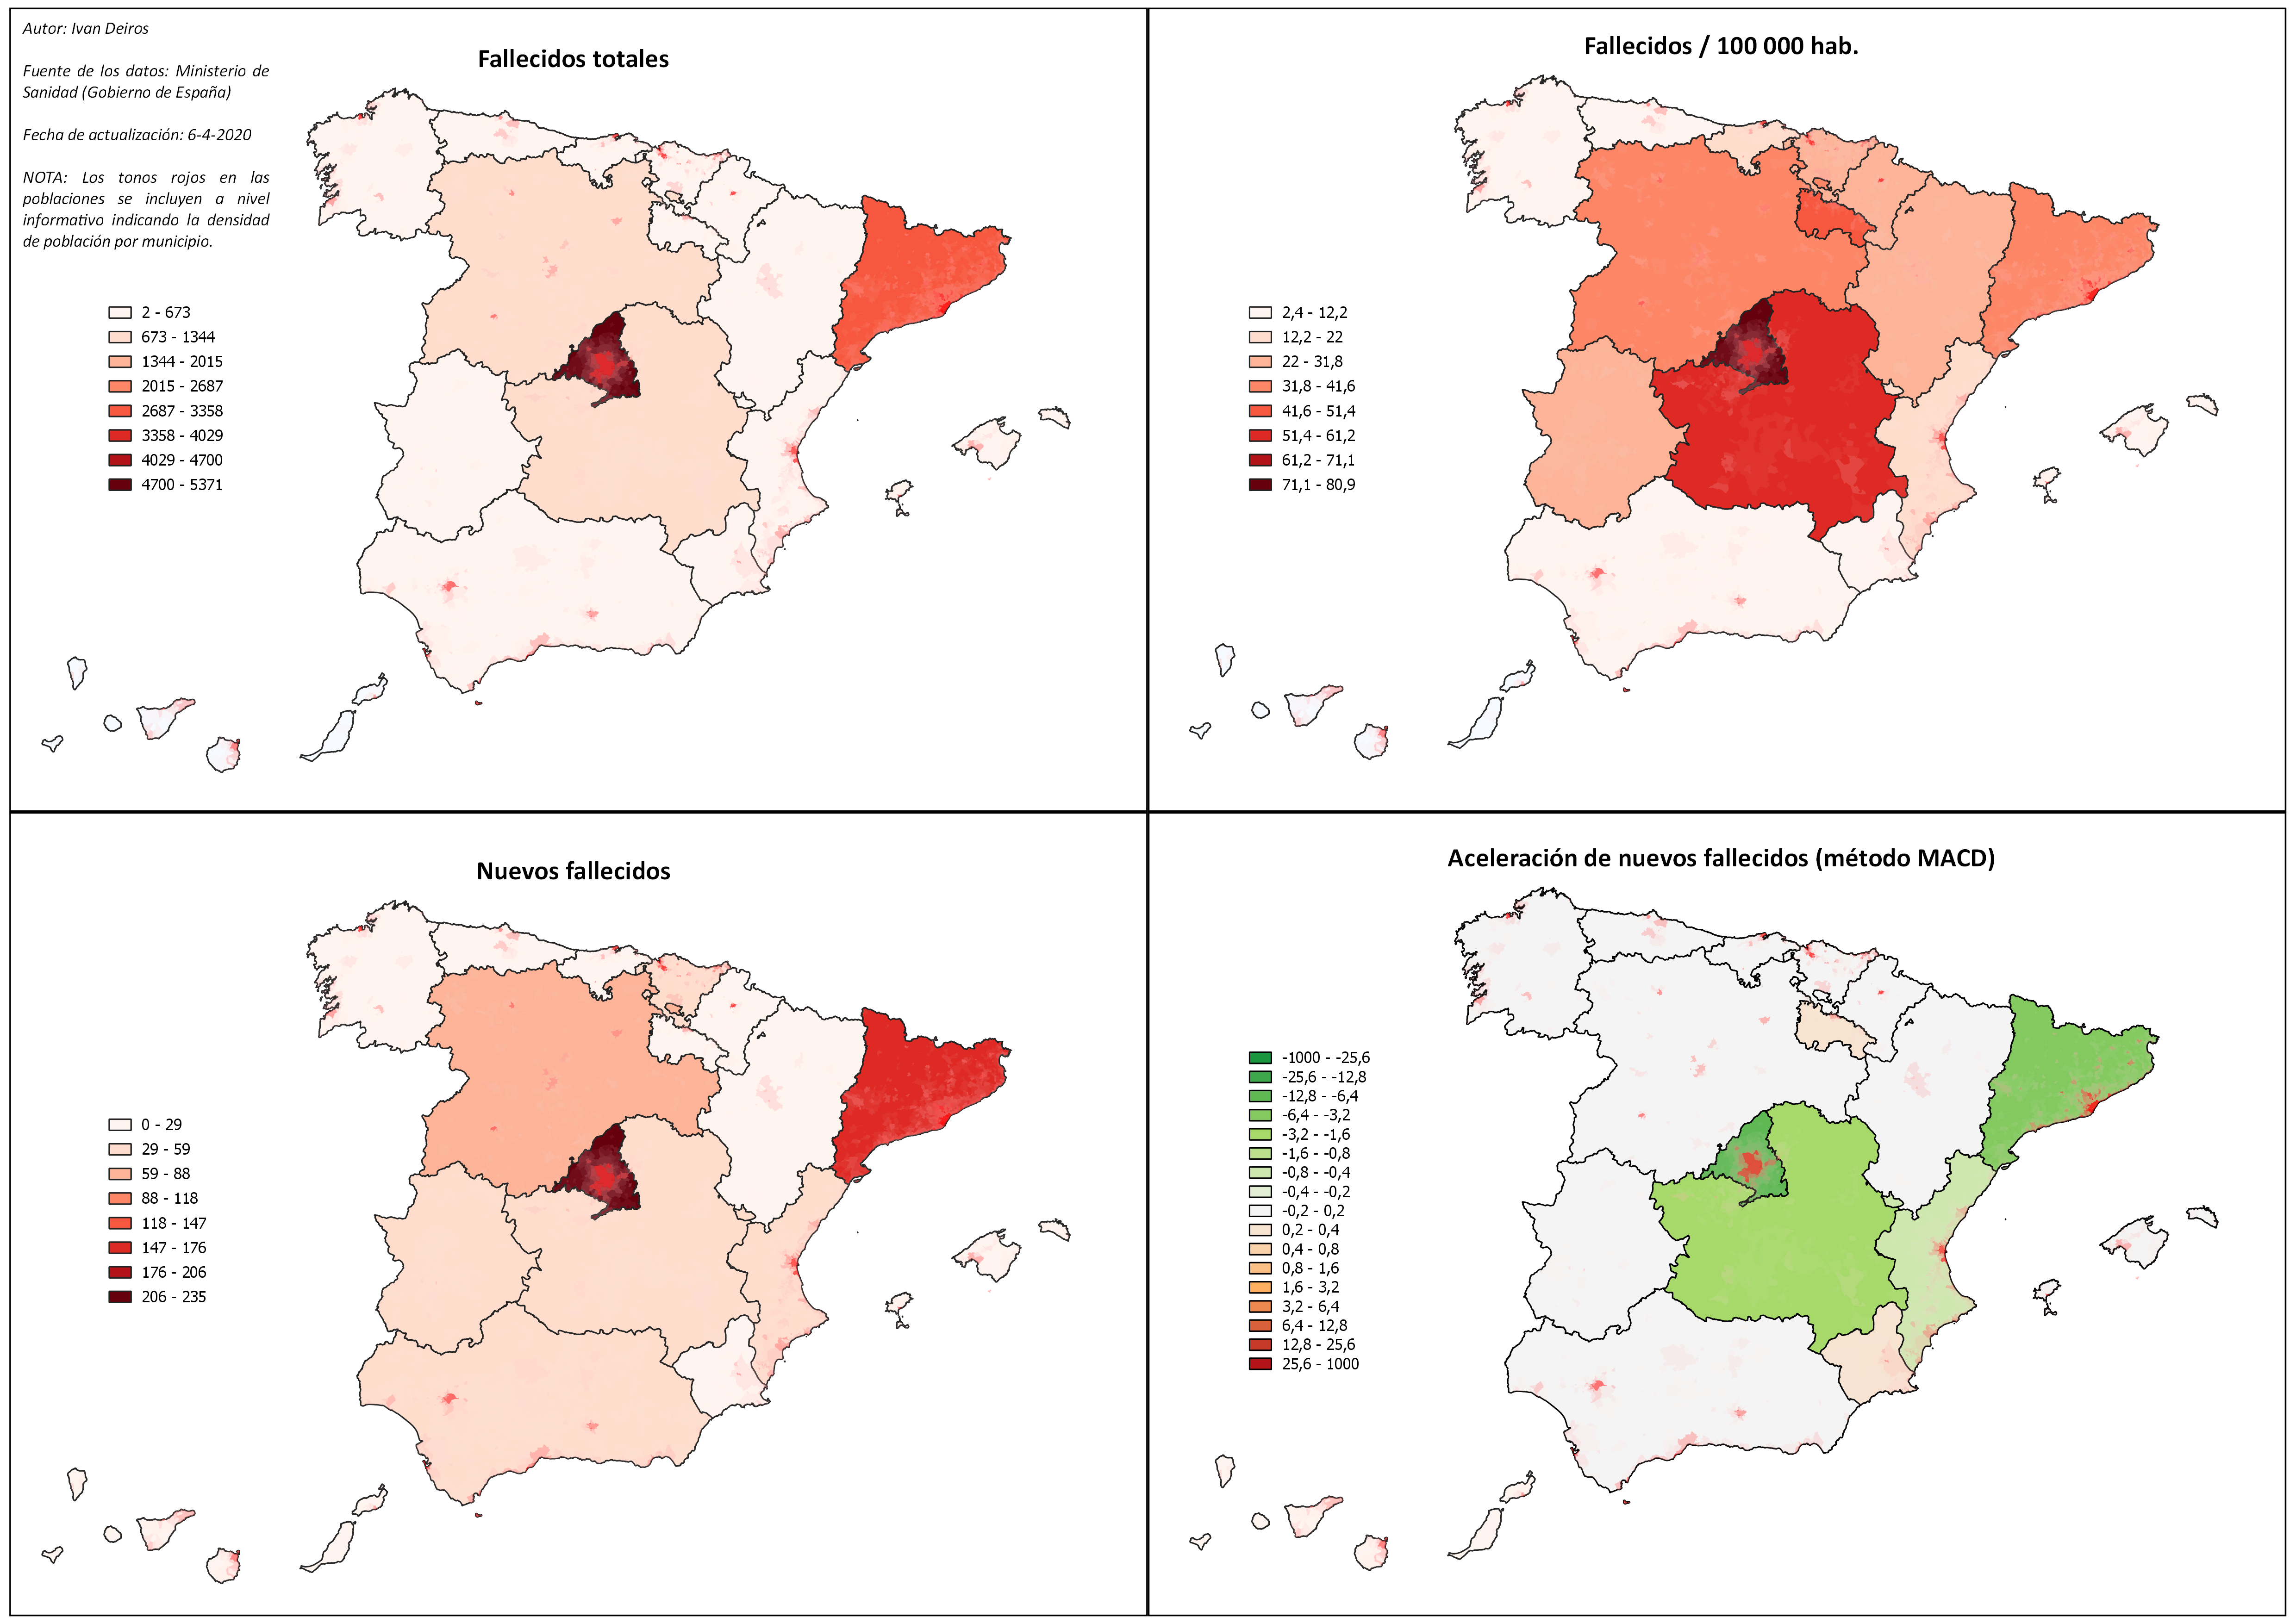 Autor: Ivan Deiros
Fuente de los datos: Ministerio de
Sanidad (Gobierno de España)
Fecha de actualización: 6-4-2020
NOTA: Los tonos rojos en las
poblaciones se incluyen a nivel
informativo indicando la densidad
de población por municipio.
Fallecidos totales
2 - 673
673 - 1344
1344 - 2015
2015 - 2687
2687 - 3358
3358 - 4029
4029 - 4700
4700 - 5371
Fallecidos / 100 000 hab.
2,4 - 12,2
12,2 - 22
22 - 31,8
31,8 - 41,6
41,6 - 51,4
51,4 - 61,2
61,2 - 71,1
71,1 - 80,9
Nuevos fallecidos
0 - 29
29 - 59
59 - 88
88 - 118
118 - 147
147 - 176
176 - 206
206 - 235
Aceleración de nuevos fallecidos (método MACD)
-1000 - -25,6
-25,6 - -12,8
-12,8 - -6,4
-6,4 - -3,2
-3,2 - -1,6
-1,6 - -0,8
-0,8 - -0,4
-0,4 - -0,2
-0,2 - 0,2
0,2 - 0,4
0,4 - 0,8
0,8 - 1,6
1,6 - 3,2
3,2 - 6,4
6,4 - 12,8
12,8 - 25,6
25,6 - 1000